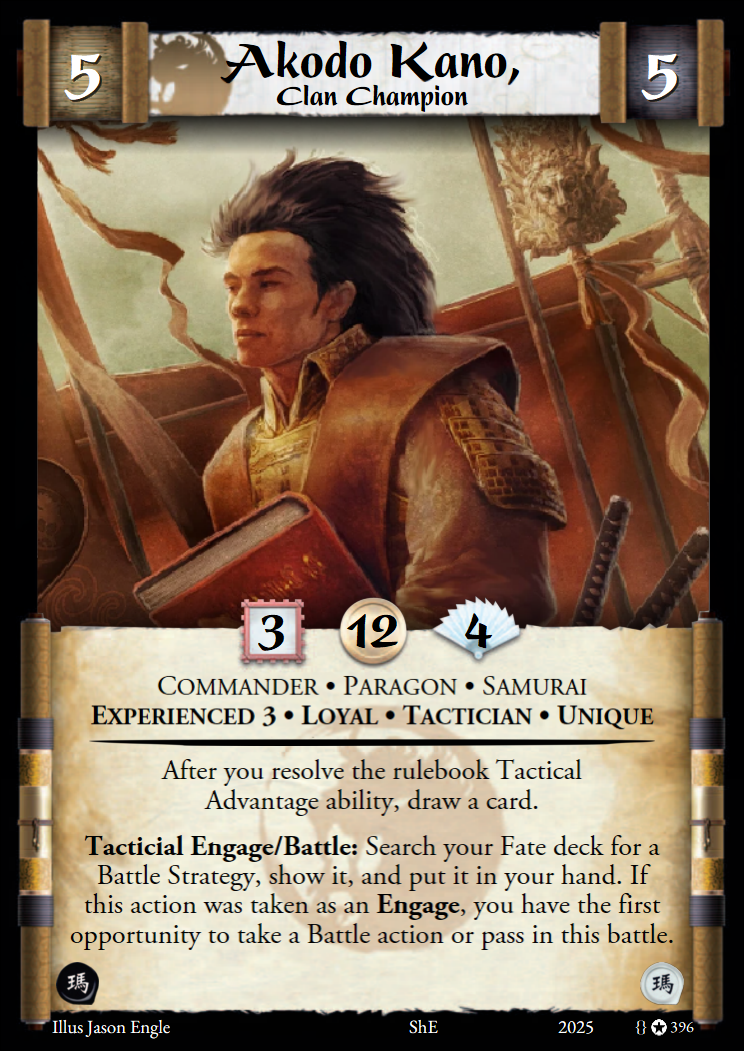 5
Akodo Kano,
5
Clan Champion
3
12
4
COMMANDER • PARAGON • SAMURAI
EXPERIENCED 3 • LOYAL • TACTICIAN • UNIQUE
After you resolve the rulebook Tactical
Advantage ability, draw a card.
Tacticial Engage/Battle: Search your Fate deck for a
Battle Strategy, show it, and put it in your hand. If
this action was taken as an Engage, you have the first
opportunity to take a Battle action or pass in this battle.
瑪
瑪
Illus Jason Engle
ShE
2025
{} ✪ 396